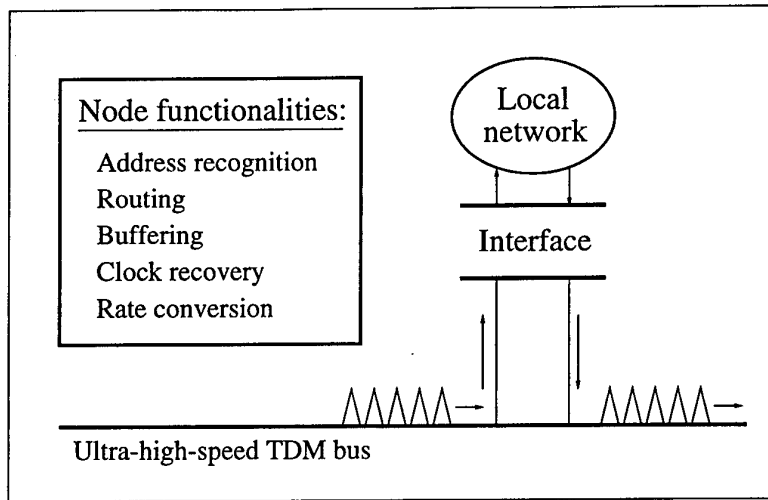 Node functionalities:
Address recognition
Routing
Buffering
Clock recovery
Rate conversion
Local
network
Interface
Ultra-high-speed TDM bus